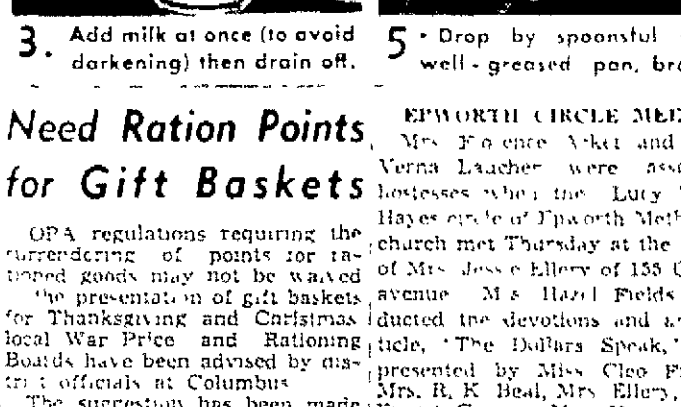 3. Add milk at once (to avoid
darkening) then drain off.
5. Drop by spoonsful
well-greased pan,
Need Ration Points
for Gift Baskets
OPA regulations requiring the
surrendering of points for ra-
tioned goods may not be waived
the presentation of gift baskets
for Thanksgiving and Christmas
local War Price and Rationing
Boards have been advised by dis-
trict officials at Columbus
The suggestion has been made
EPWORTH CIRCLE
Mrs and
Verna Laucher were
hostesses when the Lucy
Hayes circle of Epworth
church met Thursday at the
of Mrs Jessie Ellery of 155
avenue Hazel Fields
ducted the devotions and
ticle, "The Dollars Speak,"
presented by Miss Cleo
Mrs. R. K. Beal, Mrs Ellery,